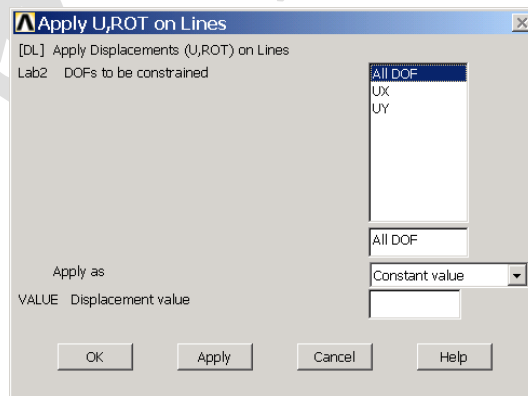 Apply U,ROT on Lines
[DL] Apply Displacements (U,ROT) on Lines
Lab2 DOFs to be constrained
All DOF
UX
UY
All DOF
Apply as Constant value
VALUE Displacement value
OK Apply Cancel Help